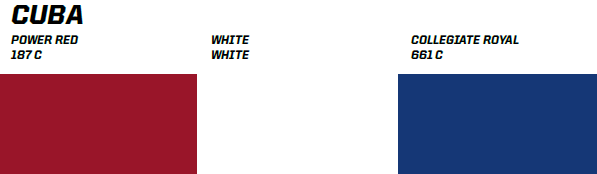 CUBA
POWER RED
187 C
WHITE
WHITE
COLLEGIATE ROYAL
661 C